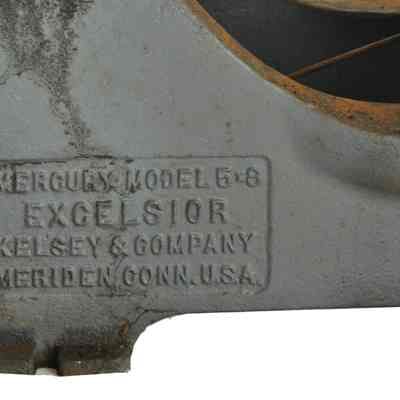 MERCURY MODEL 5·8
EXCELSIOR
KELSEY & COMPANY
MERIDEN, CONN. U.S.A.